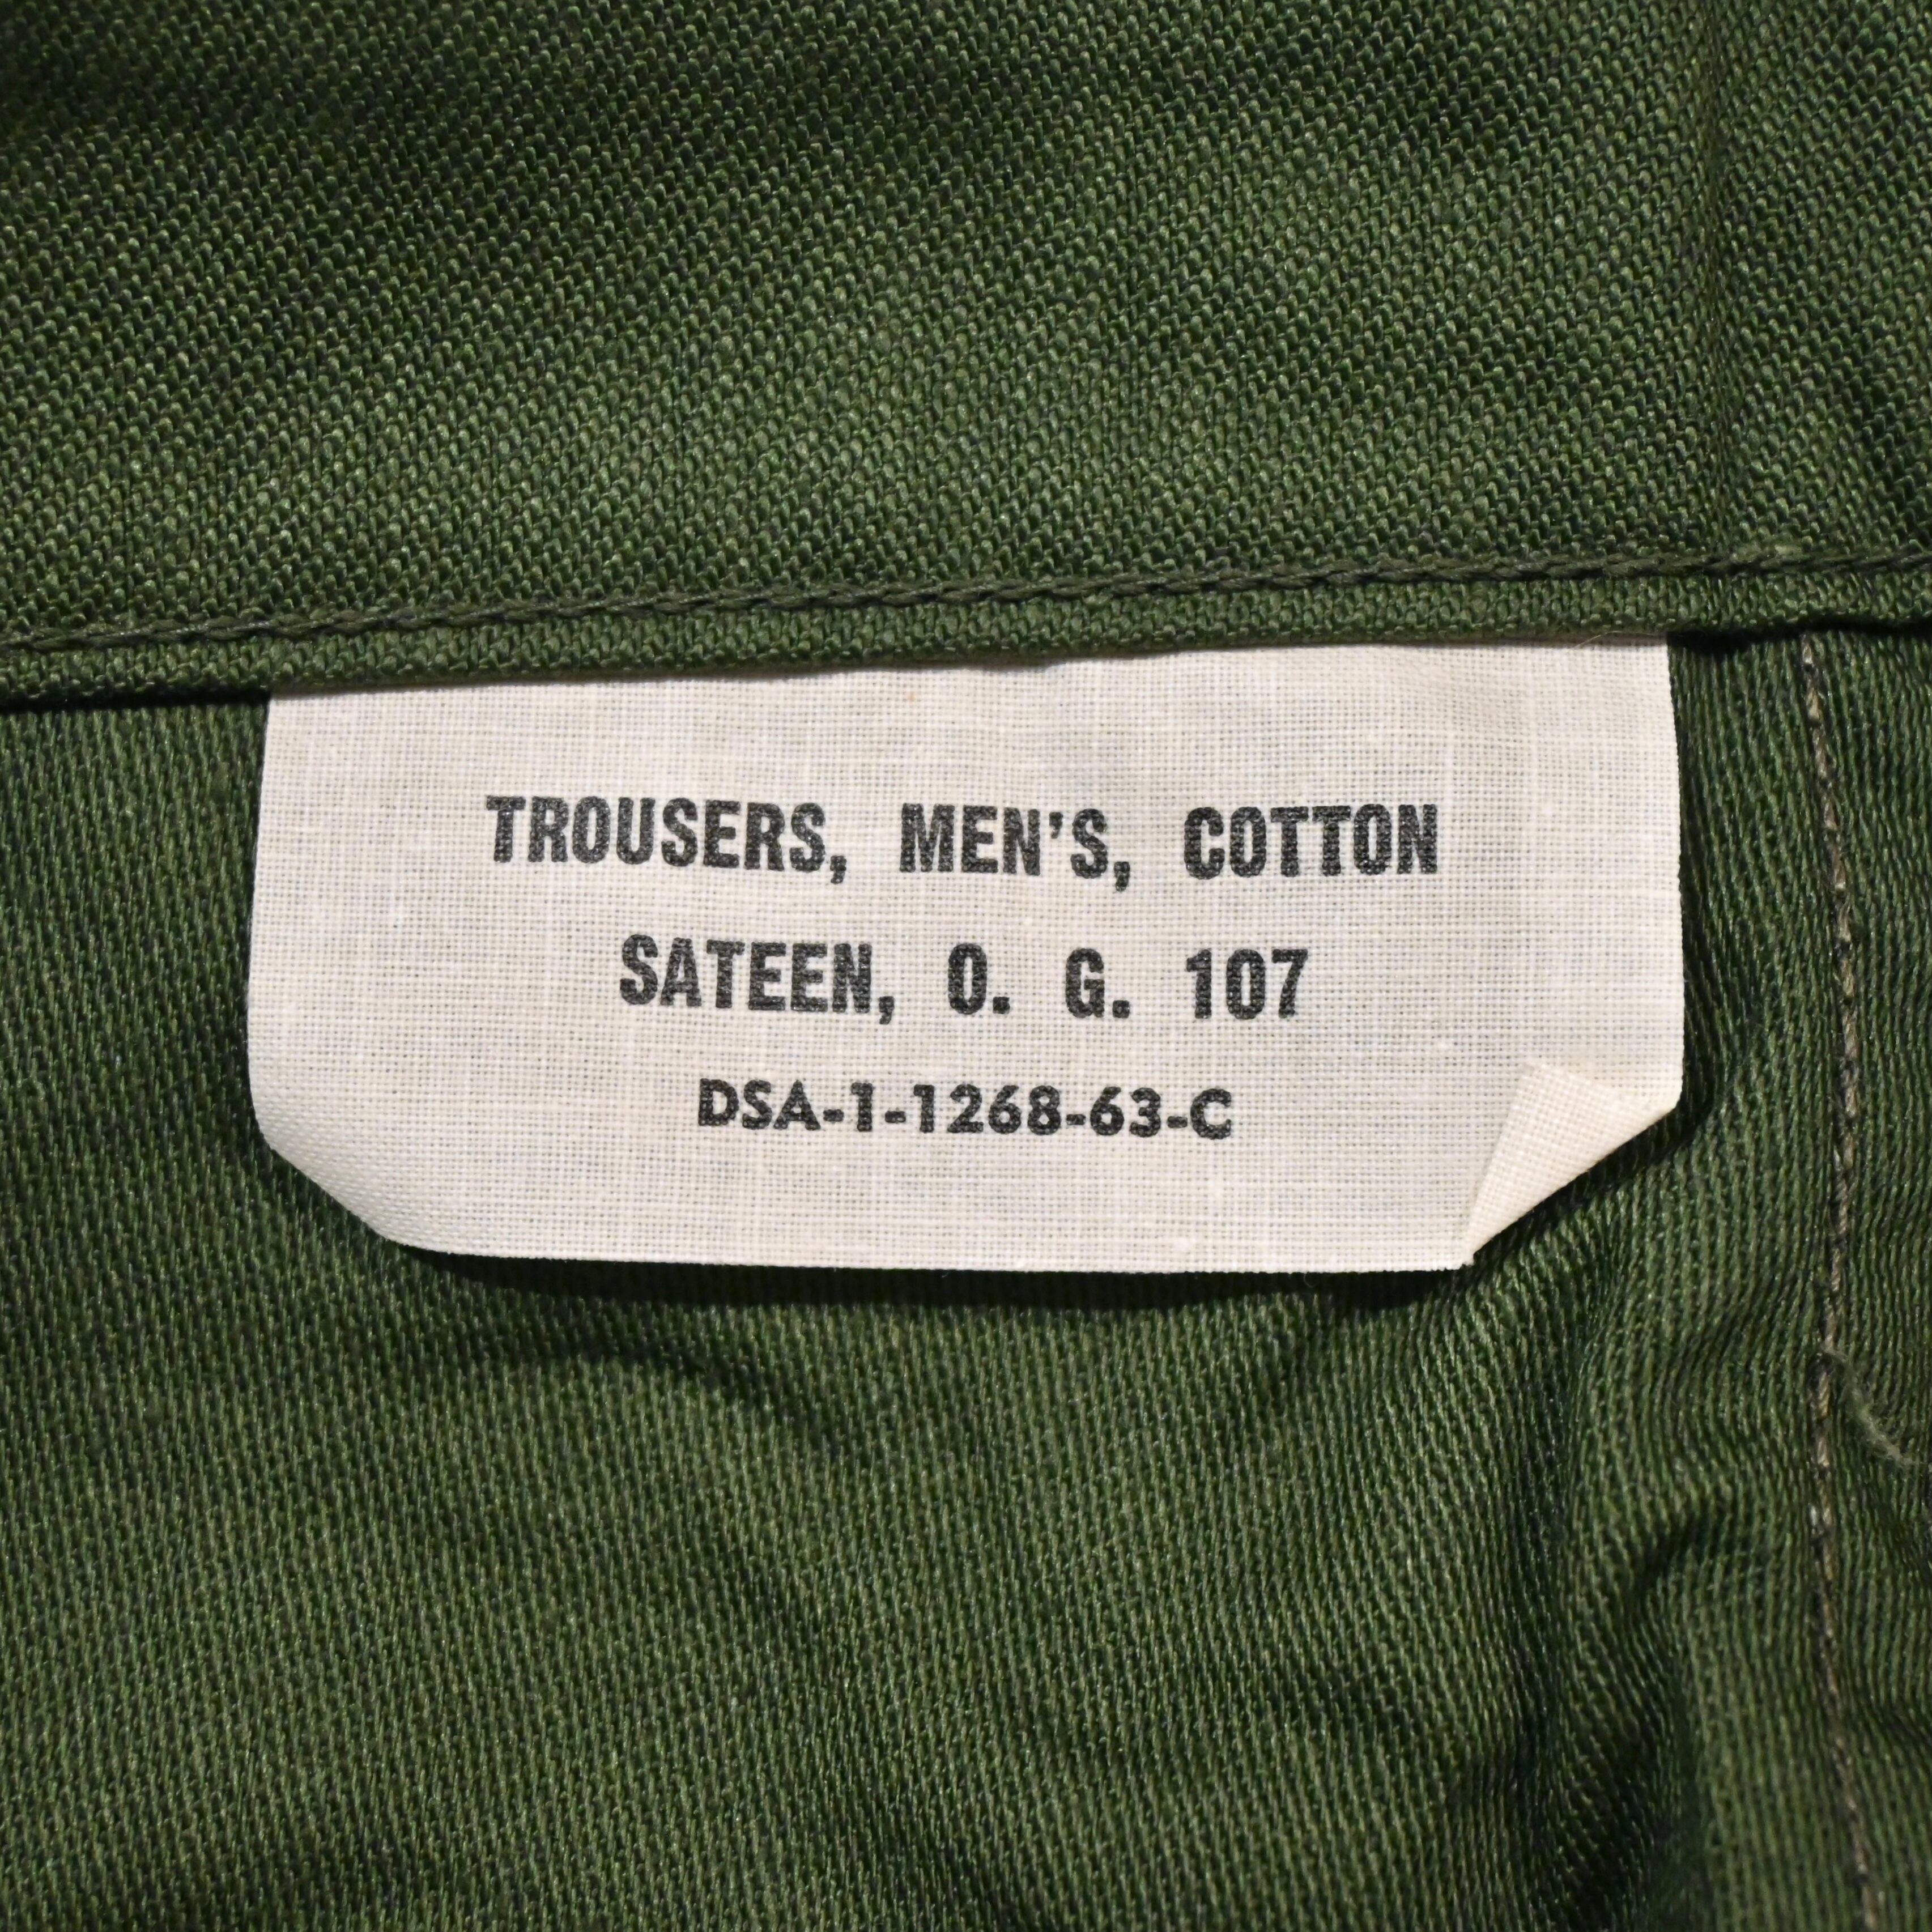 TROUSERS, MEN'S, COTTON
SATEEN, O. G. 107
DSA-1-1268-63-C